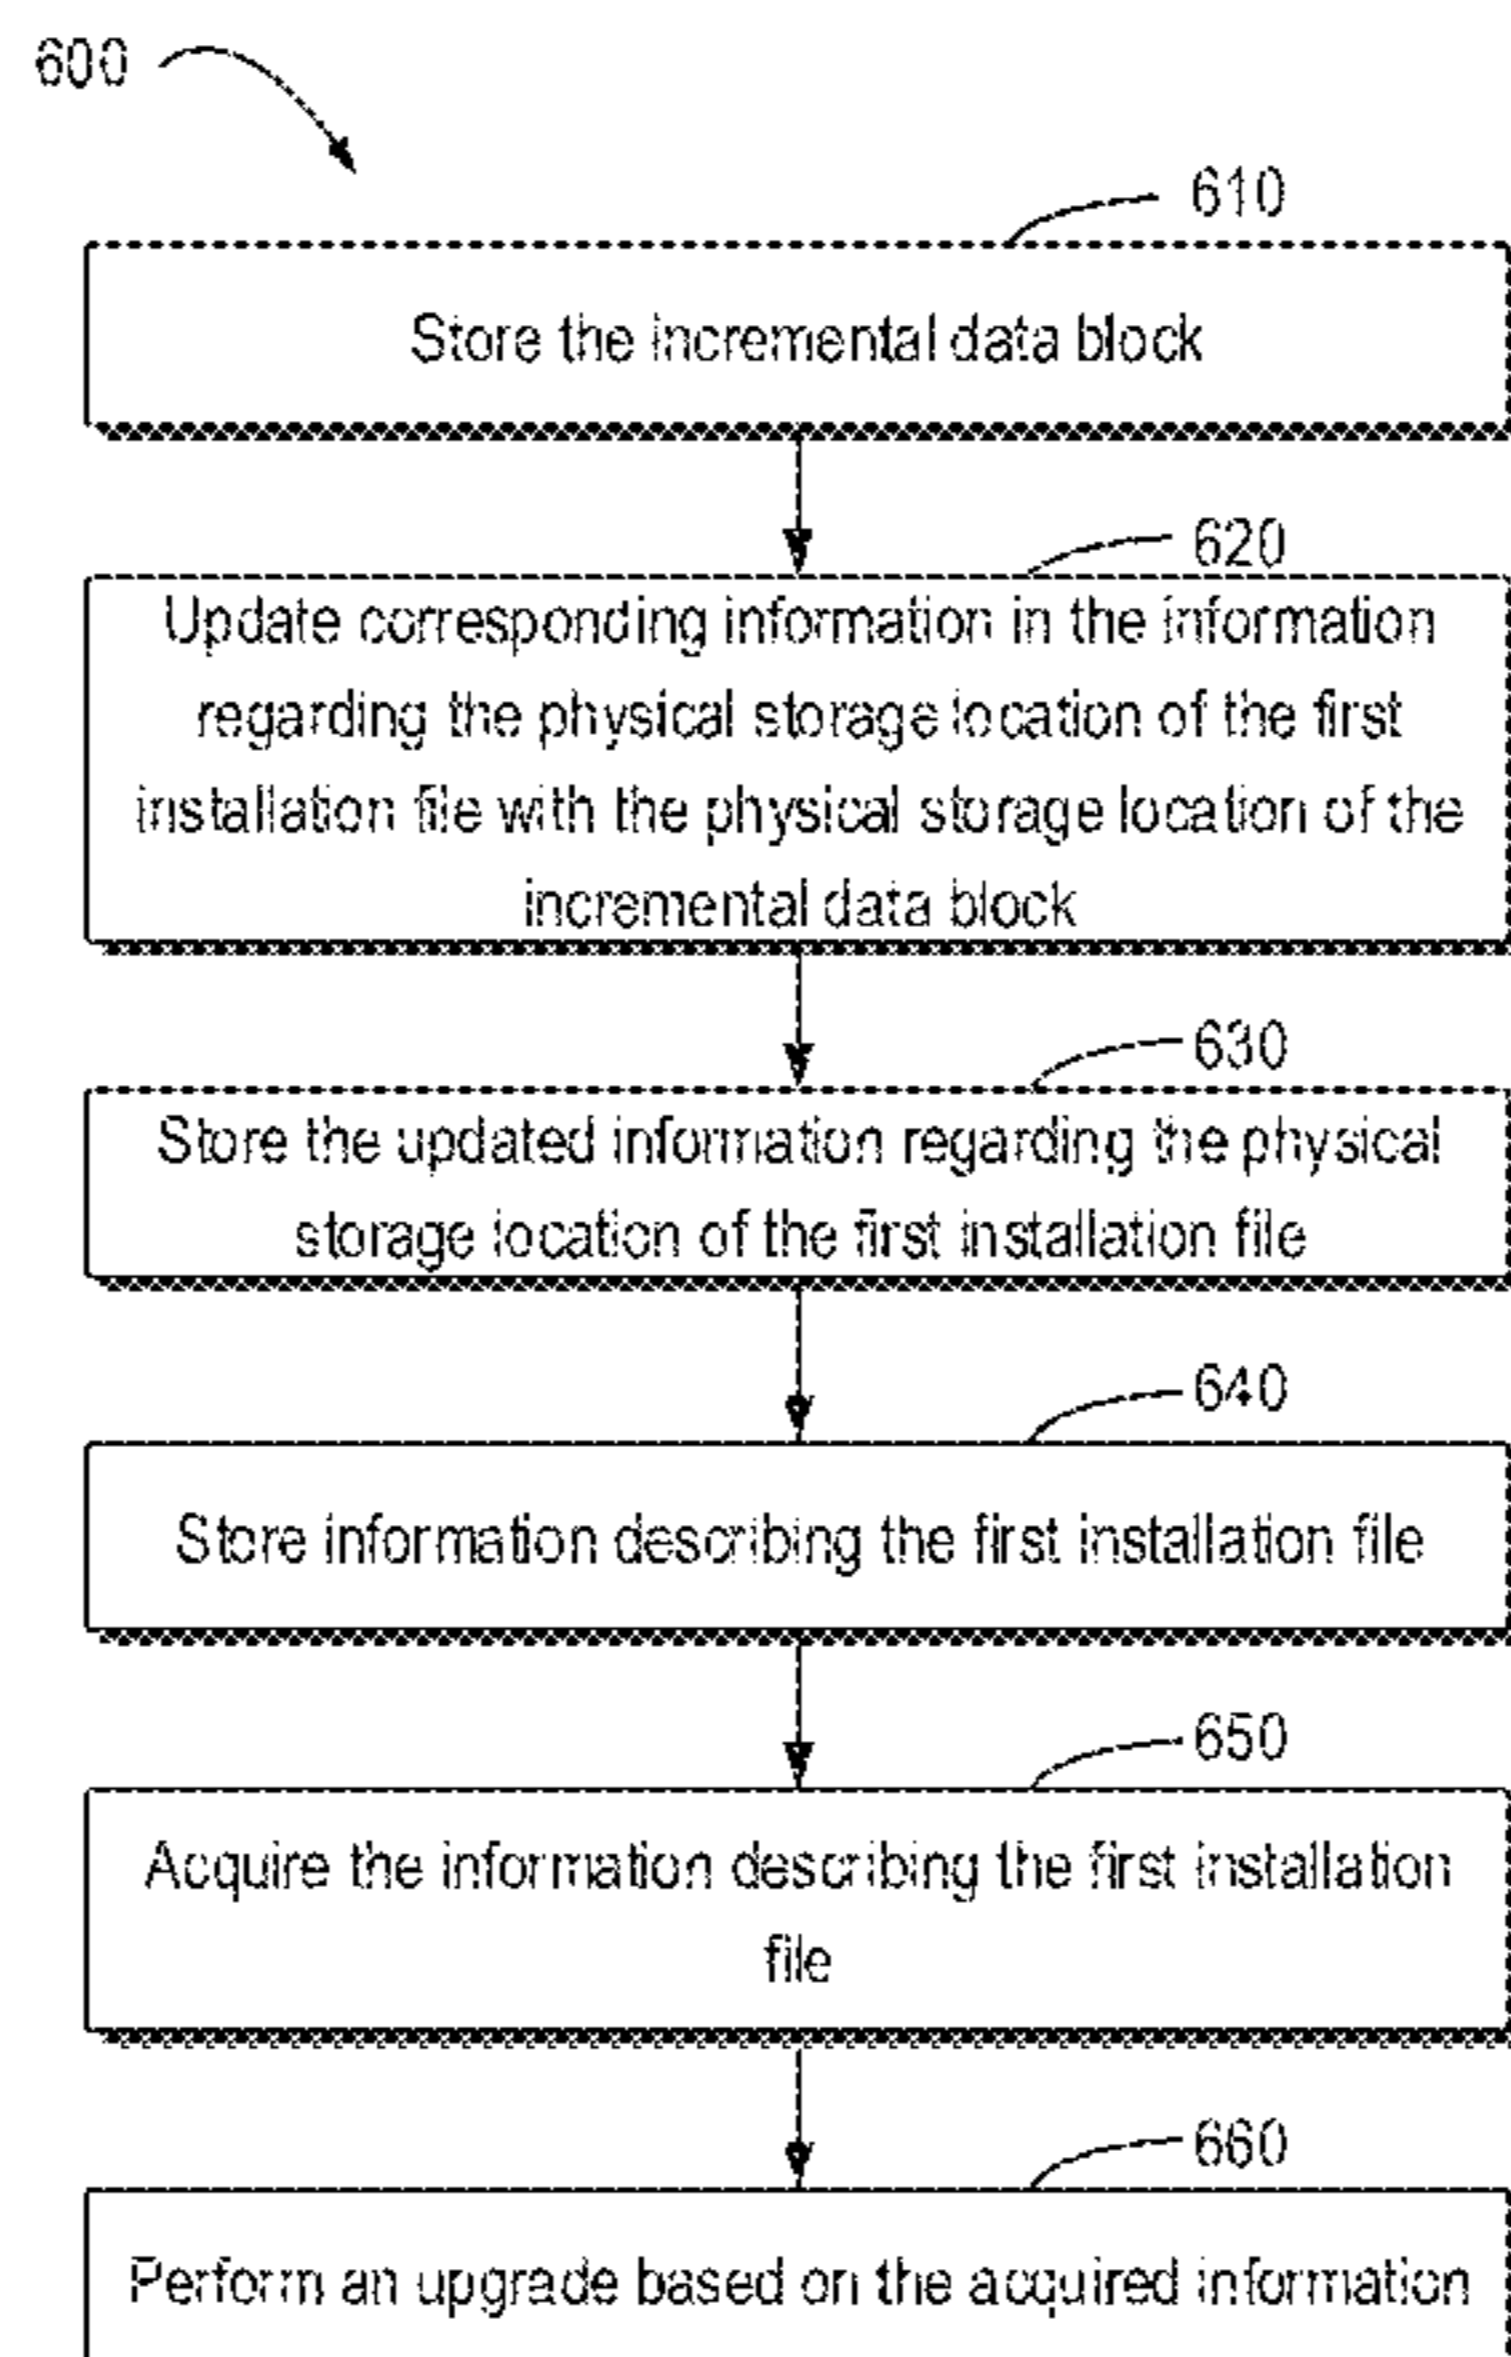 600
610
Store the incremental data block
620
Update corresponding information in the information
regarding the physical storage location of the first
installation file with the physical storage location of the
incremental data block
630
Store the updated information regarding the physical
storage location of the first installation file
640
Store information describing the first installation file
650
Acquire the information describing the first installation
file
660
Perform an upgrade based on the acquired information